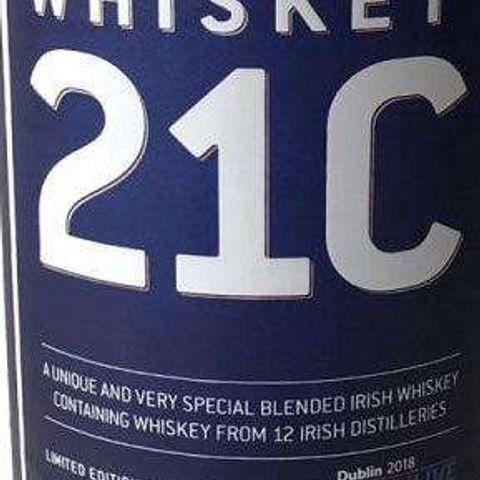 WHISKEY
21C
A UNIQUE AND VERY SPECIAL BLENDED IRISH WHISKEY
CONTAINING WHISKEY FROM 12 IRISH DISTILLERIES
LIMITED EDITION
Dublin 2018
LIVE